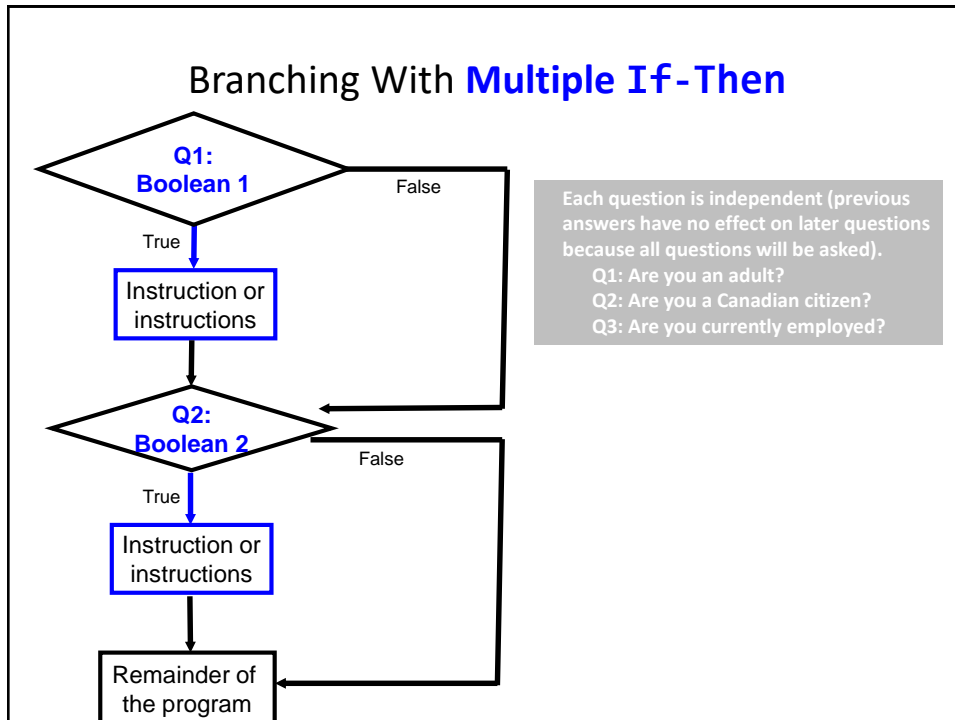 Branching With Multiple If-Then
Q1:
Boolean 1
False
True
Instruction or
instructions
Each question is independent (previous
answers have no effect on later questions
because all questions will be asked).
Q1: Are you an adult?
Q2: Are you a Canadian citizen?
Q3: Are you currently employed?
Q2:
Boolean 2
False
True
Instruction or
instructions
Remainder of
the program